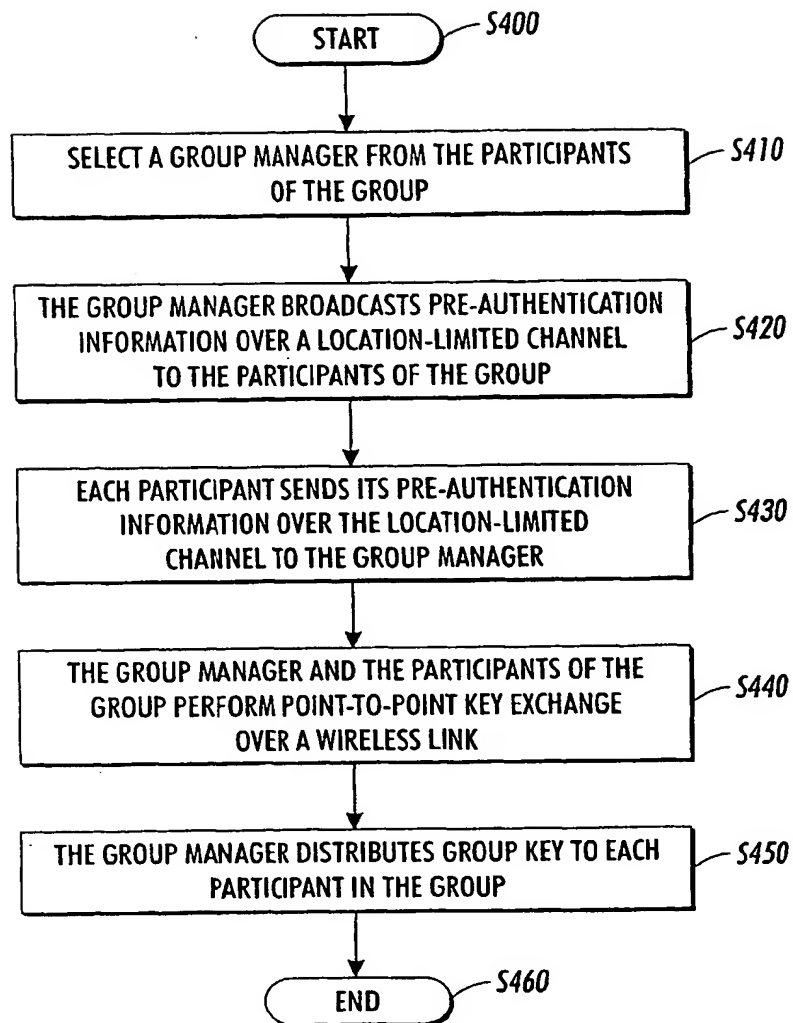 START
S400
SELECT A GROUP MANAGER FROM THE PARTICIPANTS
OF THE GROUP
S410
THE GROUP MANAGER BROADCASTS PRE-AUTHENTICATION
INFORMATION OVER A LOCATION-LIMITED CHANNEL
TO THE PARTICIPANTS OF THE GROUP
S420
EACH PARTICIPANT SENDS ITS PRE-AUTHENTICATION
INFORMATION OVER THE LOCATION-LIMITED
CHANNEL TO THE GROUP MANAGER
S430
THE GROUP MANAGER AND THE PARTICIPANTS OF THE
GROUP PERFORM POINT-TO-POINT KEY EXCHANGE
OVER A WIRELESS LINK
S440
THE GROUP MANAGER DISTRIBUTES GROUP KEY TO EACH
PARTICIPANT IN THE GROUP
S450
END
S460